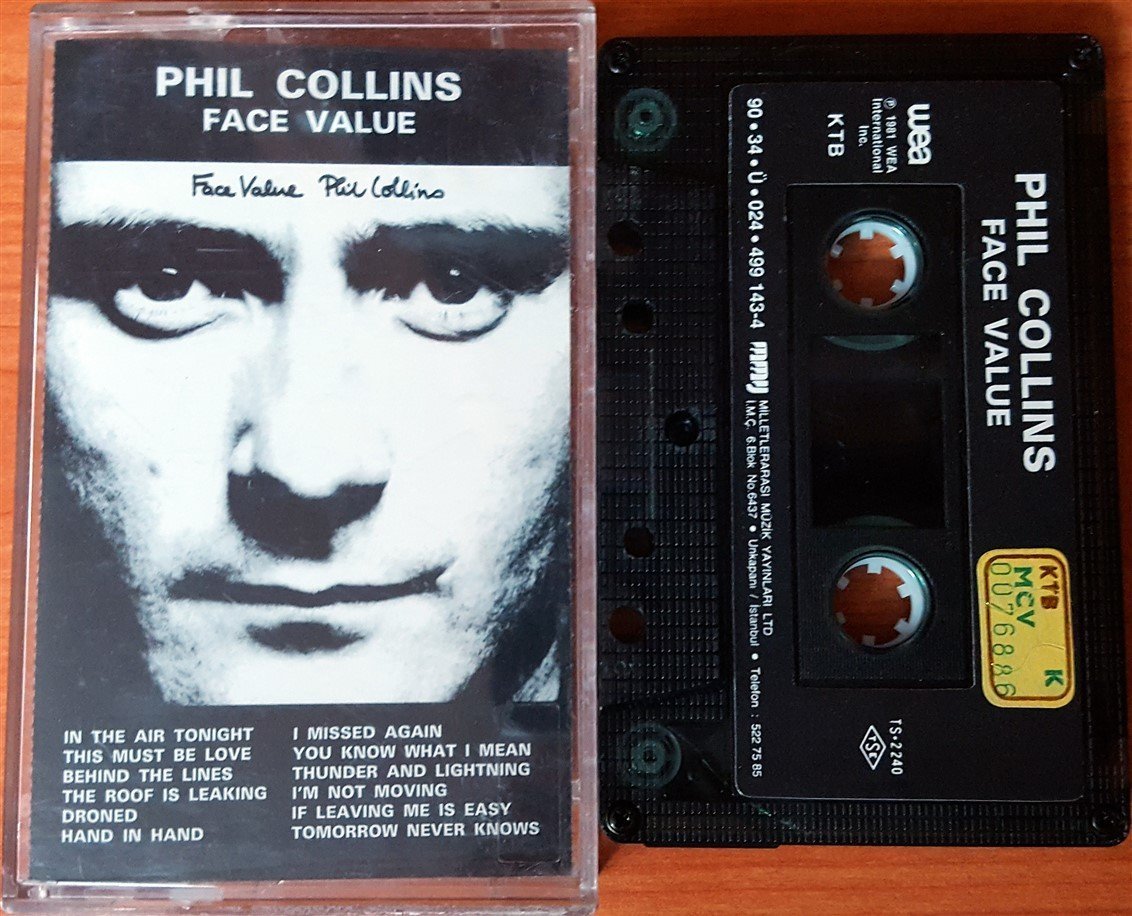 PHIL COLLINS
FACE VALUE
Face Value Phil Collins
IN THE AIR TONIGHT
THIS MUST BE LOVE
BEHIND THE LINES
THE ROOF IS LEAKING
DRONED
HAND IN HAND
I MISSED AGAIN
YOU KNOW WHAT I MEAN
THUNDER AND LIGHTNING
I'M NOT MOVING
IF LEAVING ME IS EASY
TOMORROW NEVER KNOWS
PHIL COLLINS
FACE VALUE
wea
℗ 1981 WEA
International
Inc.
KTB
90 • 34 • Ü • 024 • 499 143-4
MİLLETLERARASI MÜZİK YAYINLARI LTD
İ.M.Ç. 6.Blok No.6437 • Unkapanı / İstanbul • Telefon : 522 75 85
KTB K
MCV
0076886
TS-2240
TSE